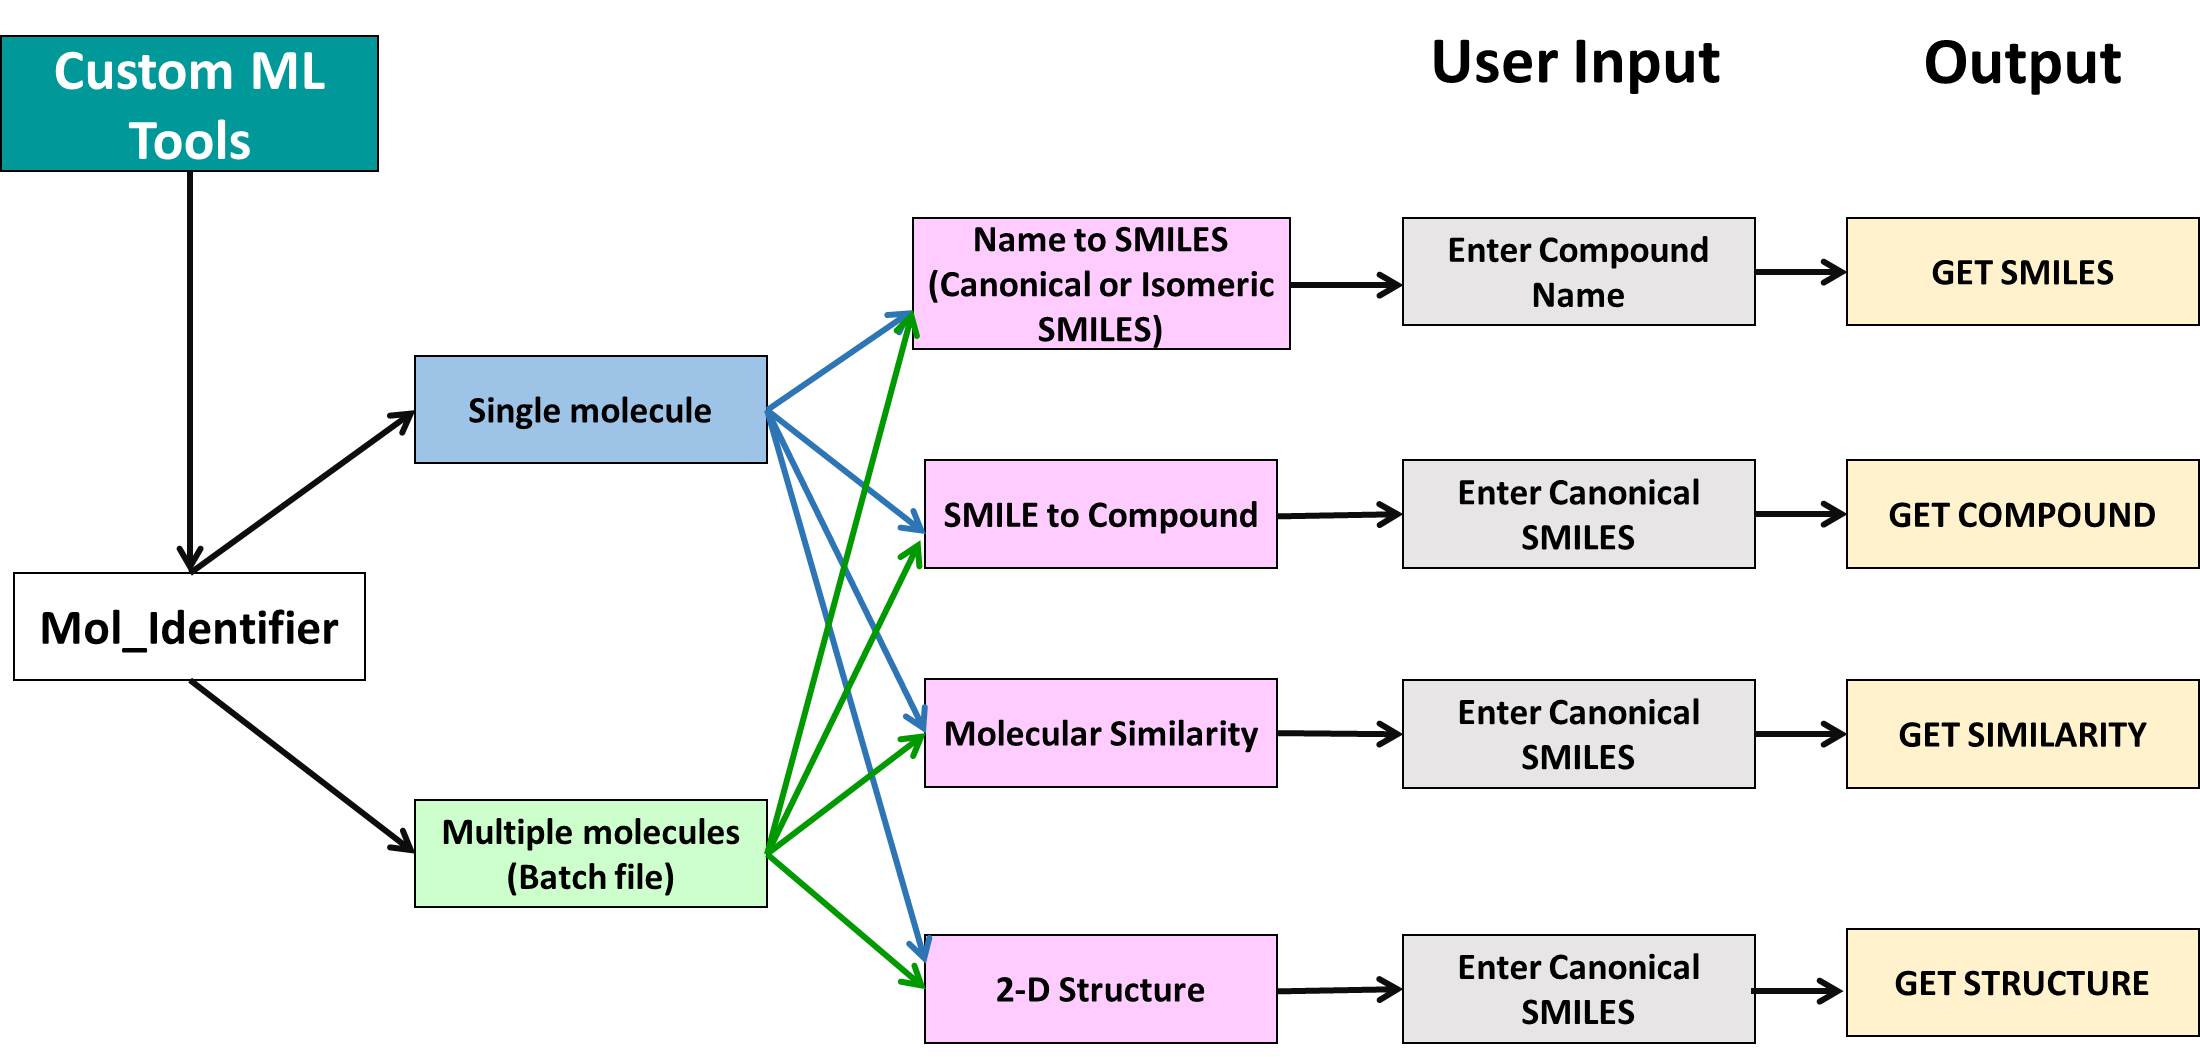 Custom ML
Tools
User Input
Output
Name to SMILES
(Canonical or Isomeric
SMILES)
Enter Compound
Name
GET SMILES
Single molecule
SMILE to Compound
Enter Canonical
SMILES
GET COMPOUND
Mol_Identifier
Molecular Similarity
Enter Canonical
SMILES
GET SIMILARITY
Multiple molecules
(Batch file)
2-D Structure
Enter Canonical
SMILES
GET STRUCTURE